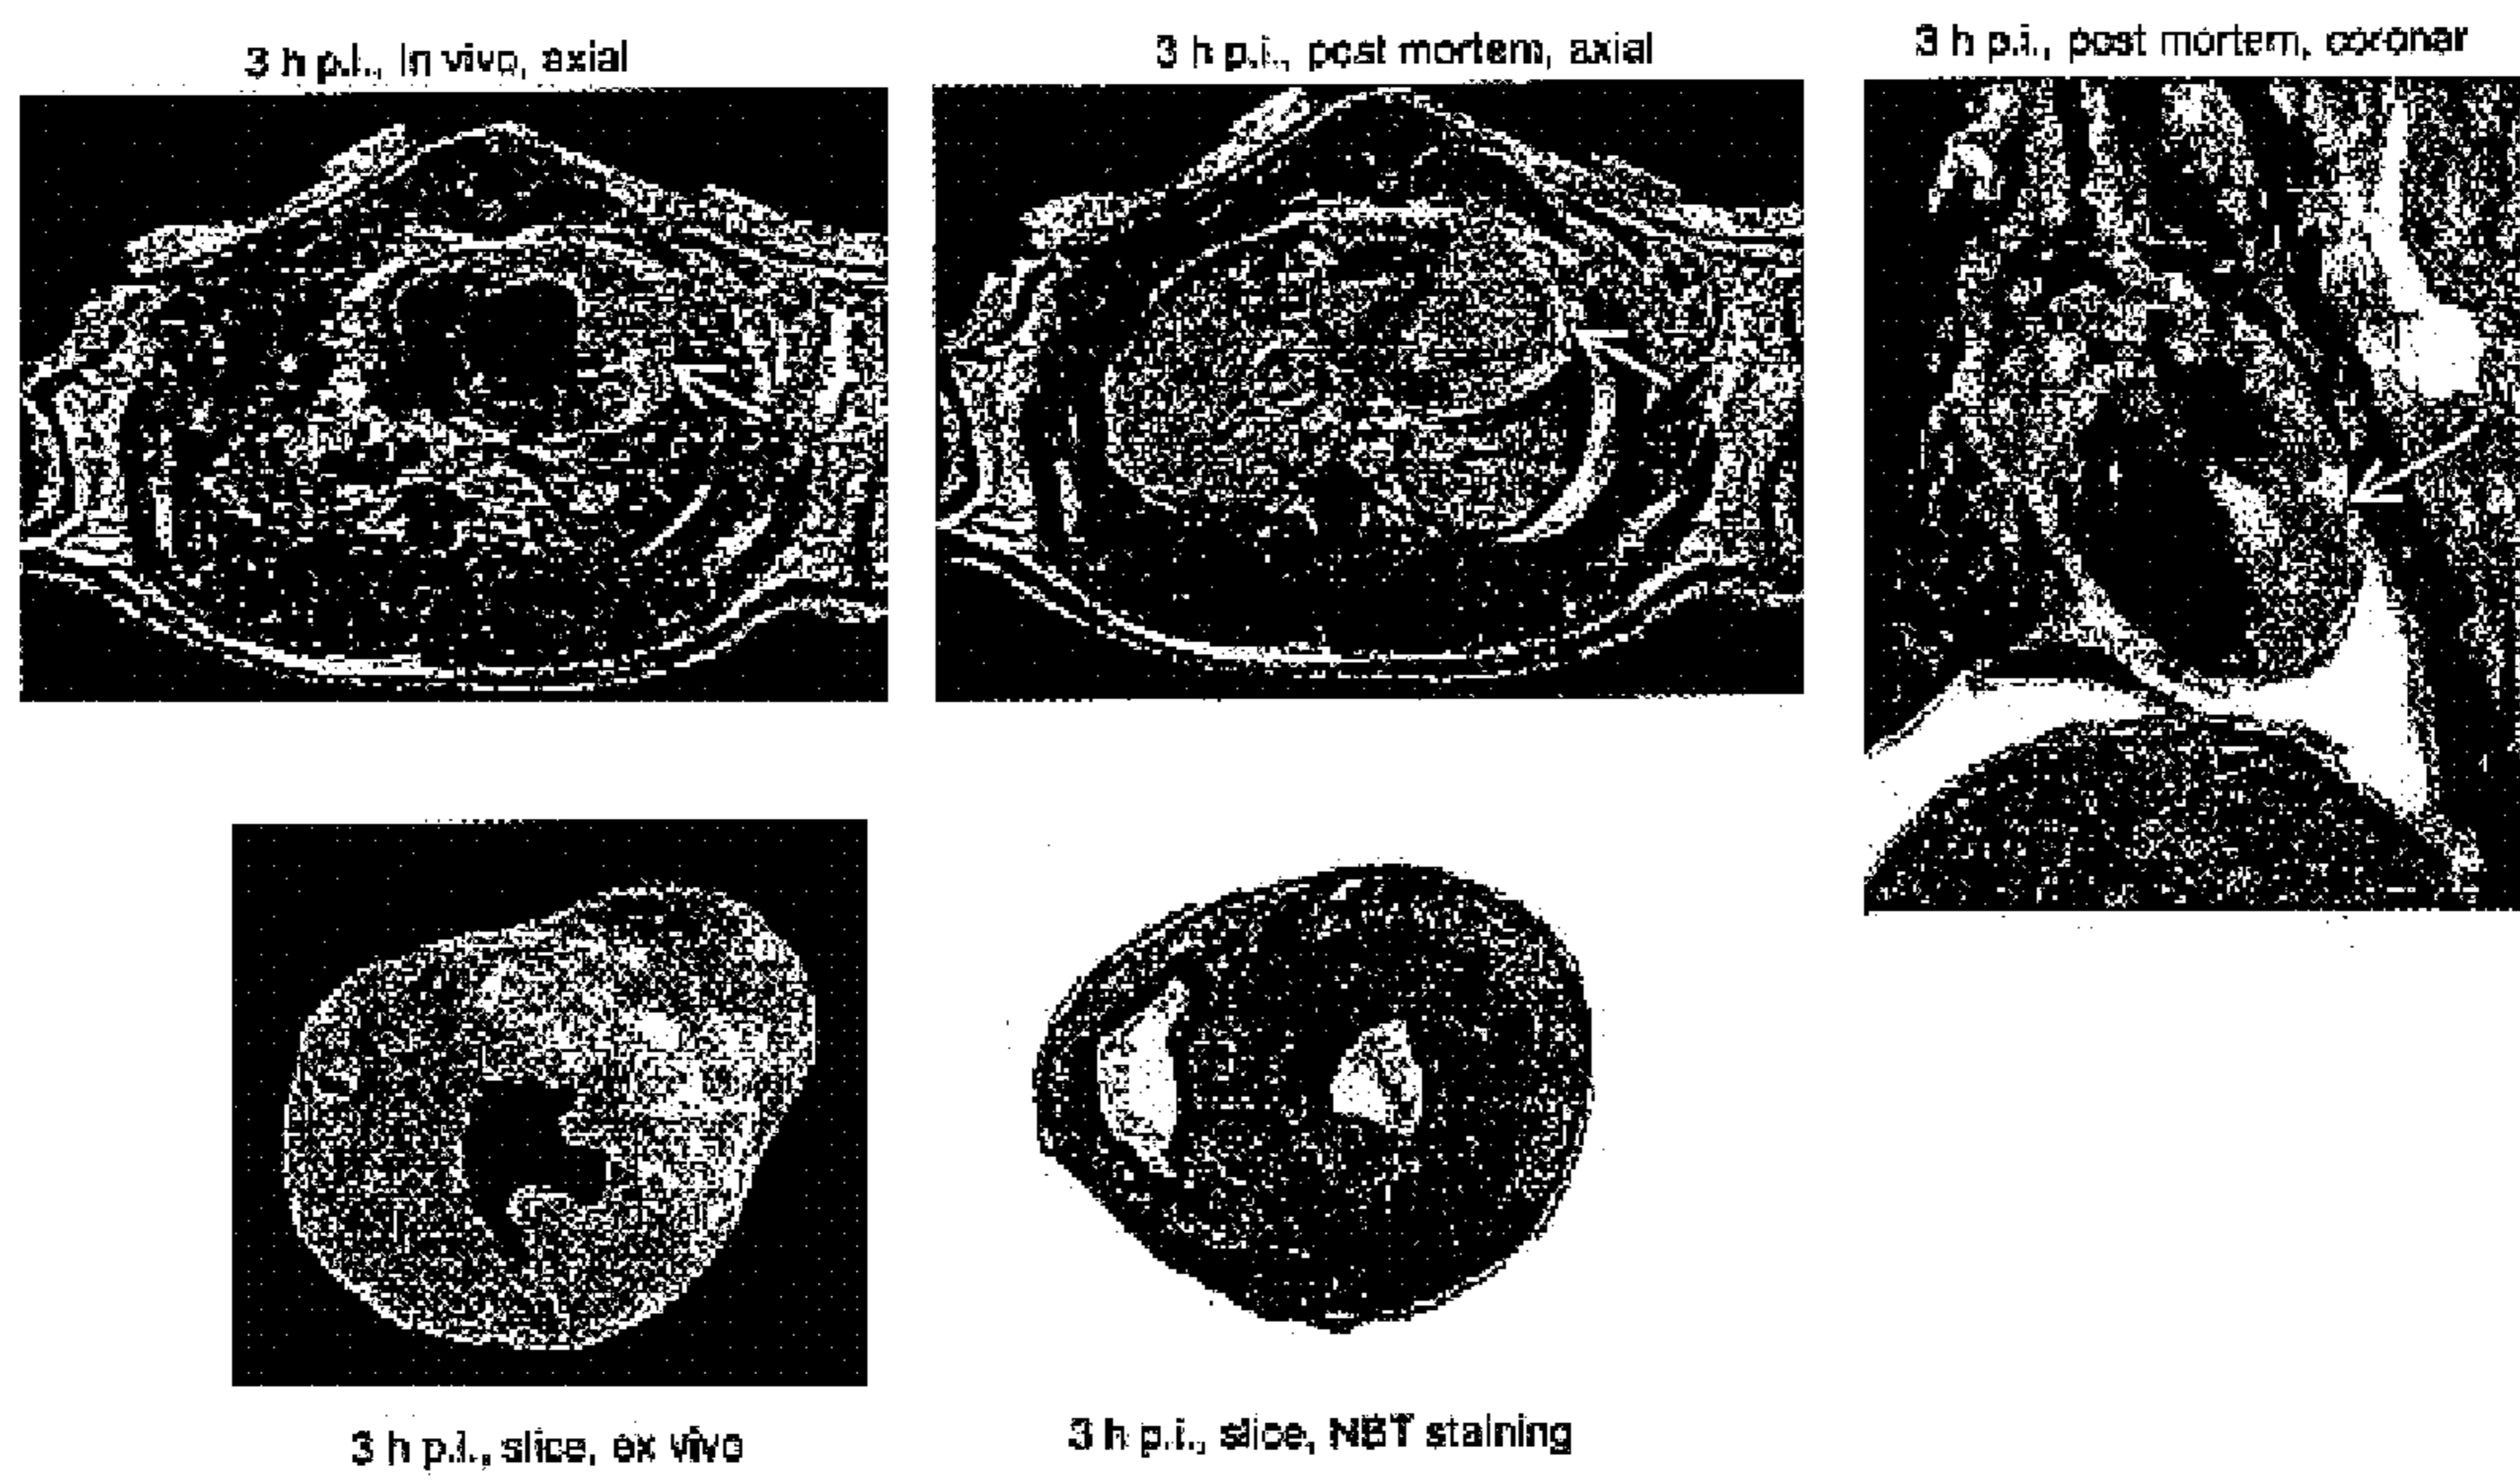 3 h p.i., in vivo, axial
3 h p.i., post mortem, axial
3 h p.i., post mortem, coronar
3 h p.i., slice, ex vivo
3 h p.i., slice, NBT staining